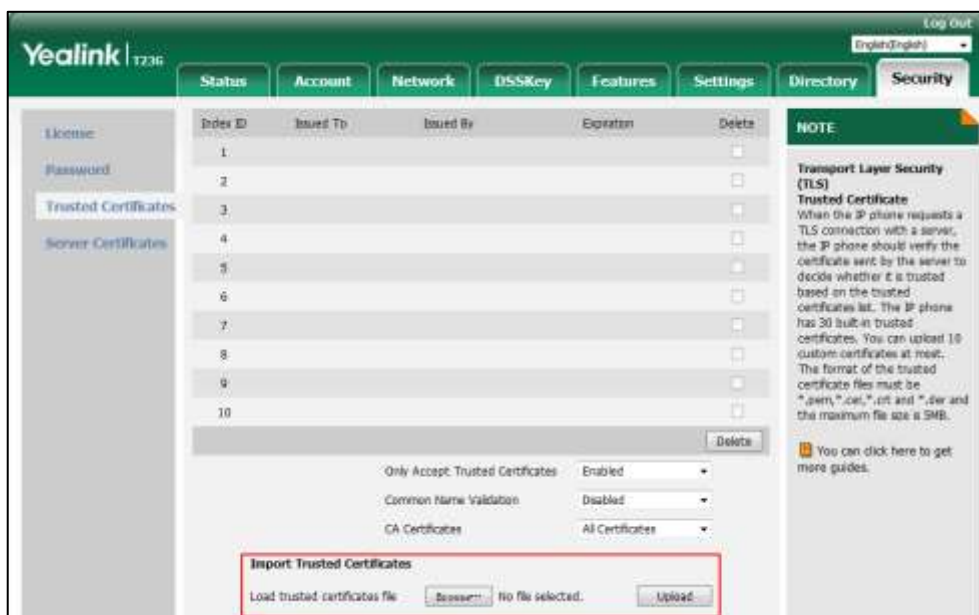 Log Out
English(English)
Yealink T23G
Status Account Network DSSKey Features Settings Directory Security
License
Password
Trusted Certificates
Server Certificates
Index ID Issued To Issued By Expiration Delete
1
2
3
4
5
6
7
8
9
10
Delete
Only Accept Trusted Certificates Enabled
Common Name Validation Disabled
CA Certificates All Certificates
Import Trusted Certificates
Load trusted certificates file Browse... No file selected. Upload
NOTE
Transport Layer Security
(TLS)
Trusted Certificate
When the IP phone requests a
TLS connection with a server,
the IP phone should verify the
certificate sent by the server to
decide whether it is trusted
based on the trusted
certificates list. The IP phone
has 30 built-in trusted
certificates. You can upload 10
custom certificates at most.
The format of the trusted
certificate files must be
*.pem,*.cer,*.crt and *.der and
the maximum file size is 5MB.
You can click here to get
more guides.